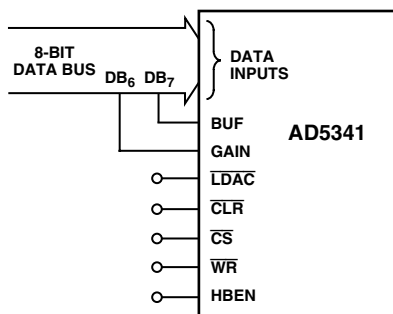 8-BIT
DATA BUS
DB6 DB7
DATA
INPUTS
AD5341
BUF
GAIN
LDAC
CLR
CS
WR
HBEN